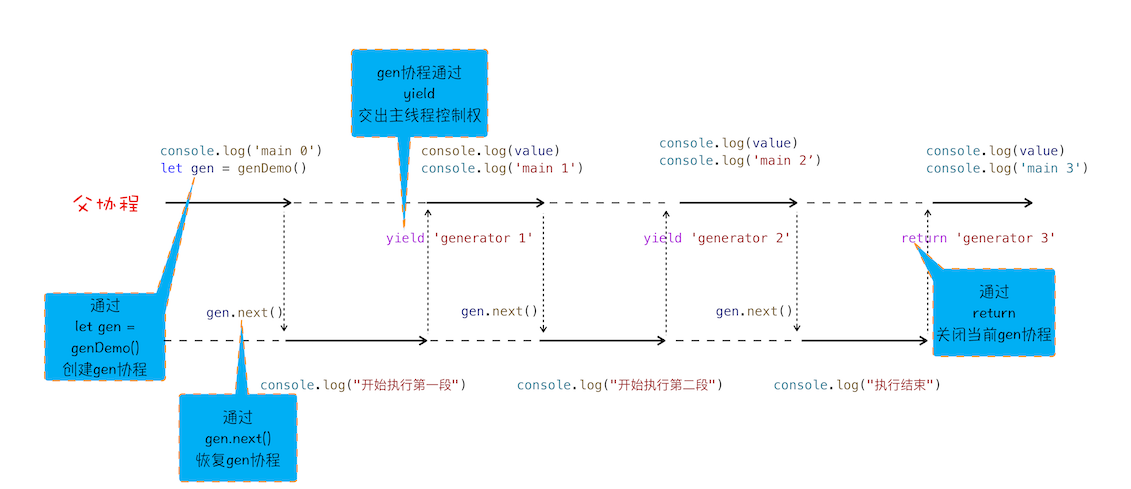 gen协程通过
yield
交出主线程控制权
console.log('main 0')
let gen = genDemo()
console.log(value)
console.log('main 1')
console.log(value)
console.log('main 2’)
console.log(value)
console.log('main 3')
父协程
yield 'generator 1'
yield 'generator 2'
return 'generator 3'
通过
let gen =
genDemo()
创建gen协程
gen.next()
gen.next()
gen.next()
通过
return
关闭当前gen协程
console.log("开始执行第一段")
console.log("开始执行第二段")
console.log("执行结束")
通过
gen.next()
恢复gen协程